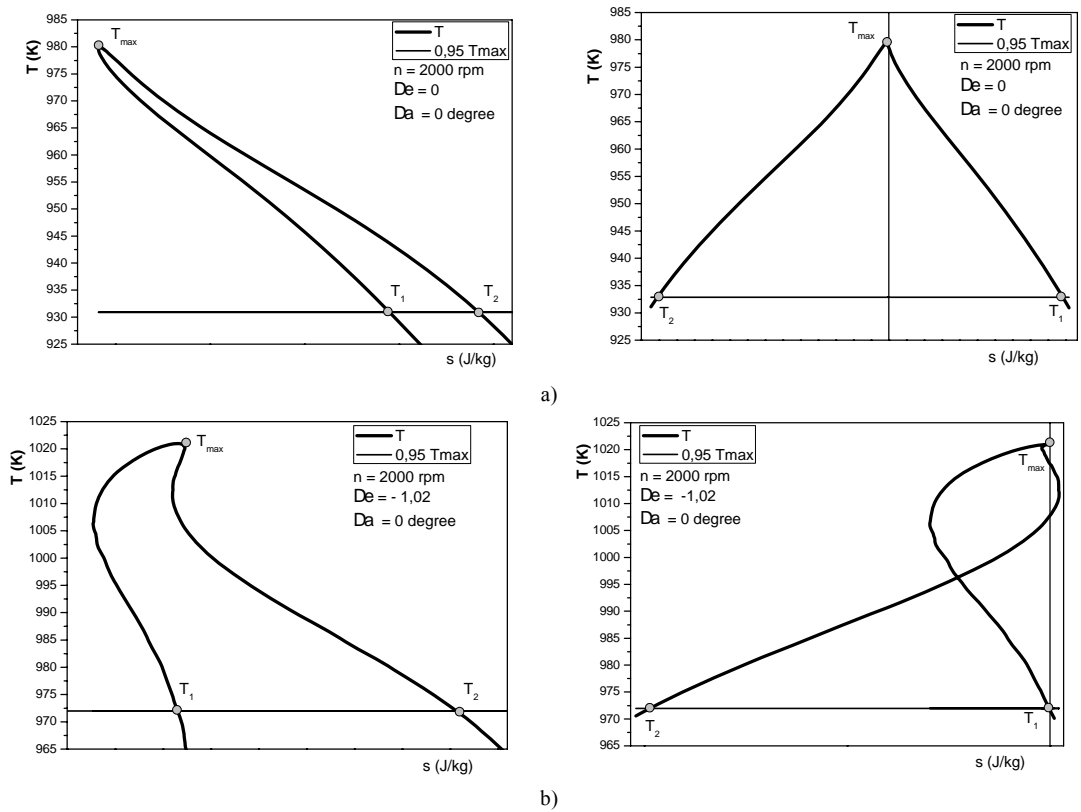 985
980
975
970
965
960
955
950
945
940
935
930
925
T (K)
T max
T
0,95 Tmax
n = 2000 rpm
De = 0
Da = 0 degree
T1
T2
s (J/kg)
985
980
975
970
965
960
955
950
945
940
935
930
925
T (K)
T max
T
0,95 Tmax
n = 2000 rpm
De = 0
Da = 0 degree
T2
T1
s (J/kg)
a)
1025
1020
1015
1010
1005
1000
995
990
985
980
975
970
965
T (K)
T max
T
0,95 Tmax
n = 2000 rpm
De = - 1,02
Da = 0 degree
T1
T2
s (J/kg)
1025
1020
1015
1010
1005
1000
995
990
985
980
975
970
965
T (K)
T
0,95 Tmax
n = 2000 rpm
De = -1,02
Da = 0 degree
T max
T2
T1
s (J/kg)
b)